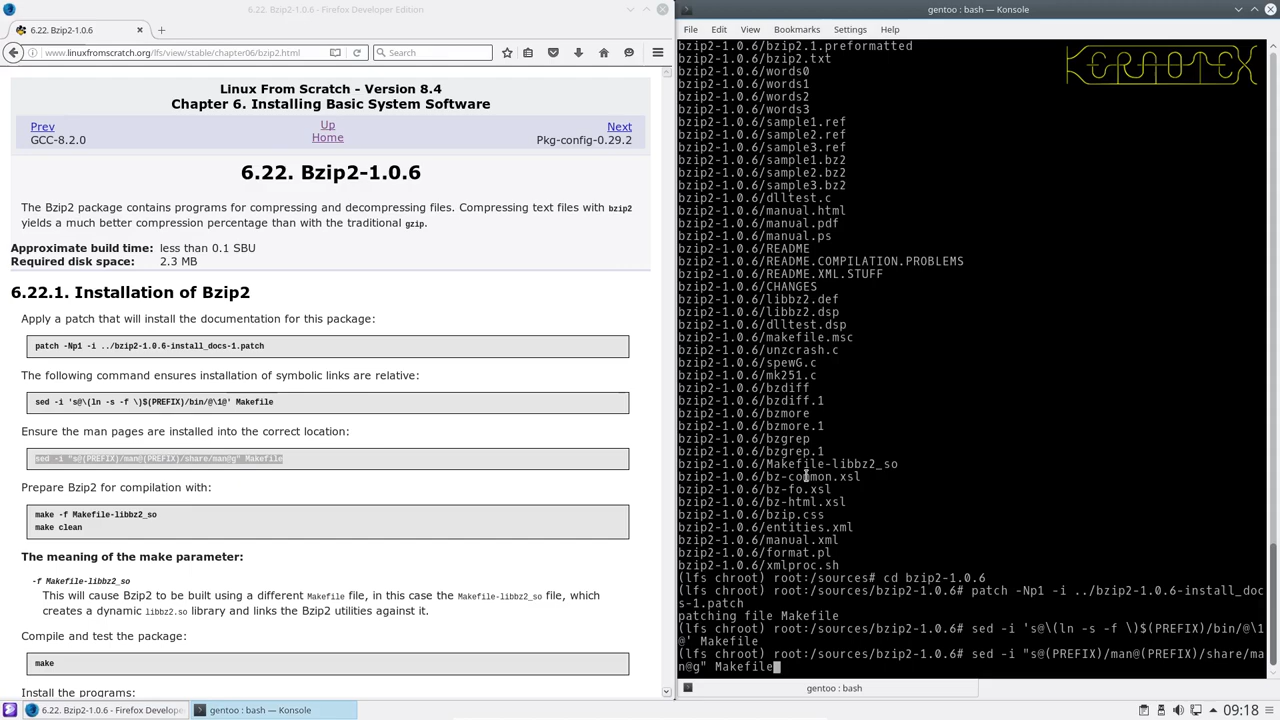 6.22. Bzip2-1.0.6 - Firefox Developer Edition
6.22. Bzip2-1.0.6
www.linuxfromscratch.org/lfs/view/stable/chapter06/bzip2.html
Search
Linux From Scratch - Version 8.4
Chapter 6. Installing Basic System Software
Prev
Up
Next
GCC-8.2.0
Home
Pkg-config-0.29.2
6.22. Bzip2-1.0.6
The Bzip2 package contains programs for compressing and decompressing files. Compressing text files with bzip2
yields a much better compression percentage than with the traditional gzip.
Approximate build time: less than 0.1 SBU
Required disk space: 2.3 MB
6.22.1. Installation of Bzip2
Apply a patch that will install the documentation for this package:
patch -Np1 -i ../bzip2-1.0.6-install_docs-1.patch
The following command ensures installation of symbolic links are relative:
sed -i 's@\(ln -s -f \)$(PREFIX)/bin/@\1@' Makefile
Ensure the man pages are installed into the correct location:
sed -i "s@(PREFIX)/man@(PREFIX)/share/man@g" Makefile
Prepare Bzip2 for compilation with:
make -f Makefile-libbz2_so
make clean
The meaning of the make parameter:
-f Makefile-libbz2_so
This will cause Bzip2 to be built using a different Makefile file, in this case the Makefile-libbz2_so file, which
creates a dynamic libbz2.so library and links the Bzip2 utilities against it.
Compile and test the package:
make
Install the programs:
gentoo : bash — Konsole
File Edit View Bookmarks Settings Help
KERAOTEX
bzip2-1.0.6/bzip2.1.preformatted
bzip2-1.0.6/bzip2.txt
bzip2-1.0.6/words0
bzip2-1.0.6/words1
bzip2-1.0.6/words2
bzip2-1.0.6/words3
bzip2-1.0.6/sample1.ref
bzip2-1.0.6/sample2.ref
bzip2-1.0.6/sample3.ref
bzip2-1.0.6/sample1.bz2
bzip2-1.0.6/sample2.bz2
bzip2-1.0.6/sample3.bz2
bzip2-1.0.6/dlltest.c
bzip2-1.0.6/manual.html
bzip2-1.0.6/manual.pdf
bzip2-1.0.6/manual.ps
bzip2-1.0.6/README
bzip2-1.0.6/README.COMPILATION.PROBLEMS
bzip2-1.0.6/README.XML.STUFF
bzip2-1.0.6/CHANGES
bzip2-1.0.6/libbz2.def
bzip2-1.0.6/libbz2.dsp
bzip2-1.0.6/dlltest.dsp
bzip2-1.0.6/makefile.msc
bzip2-1.0.6/unzcrash.c
bzip2-1.0.6/spewG.c
bzip2-1.0.6/mk251.c
bzip2-1.0.6/bzdiff
bzip2-1.0.6/bzdiff.1
bzip2-1.0.6/bzmore
bzip2-1.0.6/bzmore.1
bzip2-1.0.6/bzgrep
bzip2-1.0.6/bzgrep.1
bzip2-1.0.6/Makefile-libbz2_so
bzip2-1.0.6/bz-common.xsl
bzip2-1.0.6/bz-fo.xsl
bzip2-1.0.6/bz-html.xsl
bzip2-1.0.6/bzip.css
bzip2-1.0.6/entities.xml
bzip2-1.0.6/manual.xml
bzip2-1.0.6/format.pl
bzip2-1.0.6/xmlproc.sh
(lfs chroot) root:/sources# cd bzip2-1.0.6
(lfs chroot) root:/sources/bzip2-1.0.6# patch -Np1 -i ../bzip2-1.0.6-install_doc
s-1.patch
patching file Makefile
(lfs chroot) root:/sources/bzip2-1.0.6# sed -i 's@\(ln -s -f \)$(PREFIX)/bin/@\1
@' Makefile
(lfs chroot) root:/sources/bzip2-1.0.6# sed -i "s@(PREFIX)/man@(PREFIX)/share/ma
n@g" Makefile
gentoo : bash
6.22. Bzip2-1.0.6 - Firefox Develope
gentoo : bash — Konsole
09:18